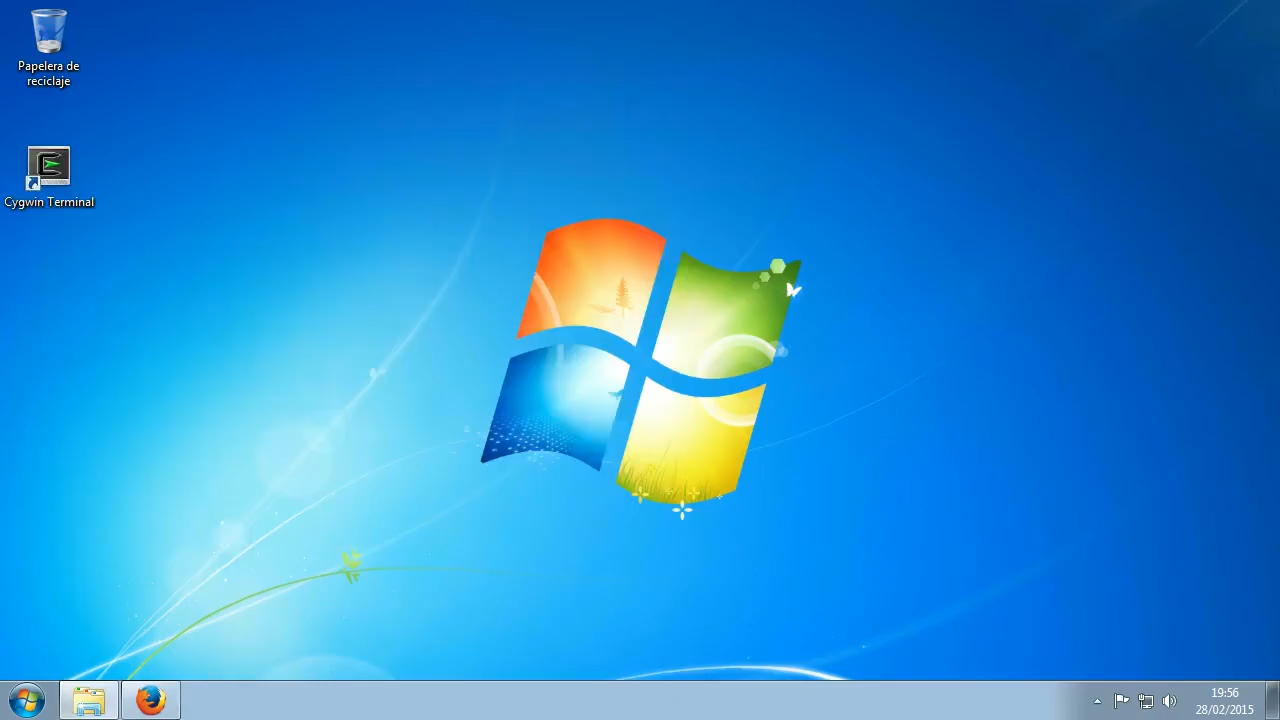 Papelera de
reciclaje
Cygwin Terminal
19:56
28/02/2015